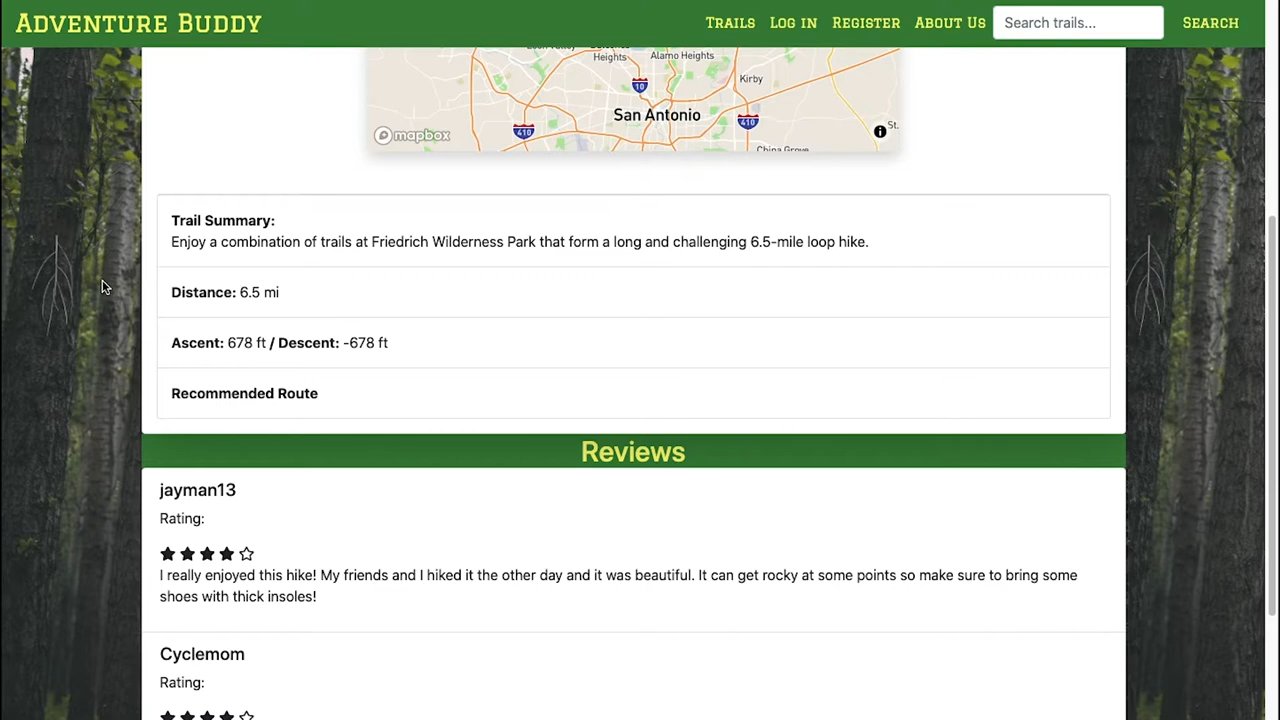 Adventure Buddy
Trails Log in Register About Us Search trails... Search
Heights
Alamo Heights
Kirby
10
San Antonio
410
410
St.
mapbox
China Grove
Trail Summary:
Enjoy a combination of trails at Friedrich Wilderness Park that form a long and challenging 6.5-mile loop hike.
Distance: 6.5 mi
Ascent: 678 ft / Descent: -678 ft
Recommended Route
Reviews
jayman13
Rating:
I really enjoyed this hike! My friends and I hiked it the other day and it was beautiful. It can get rocky at some points so make sure to bring some
shoes with thick insoles!
Cyclemom
Rating: